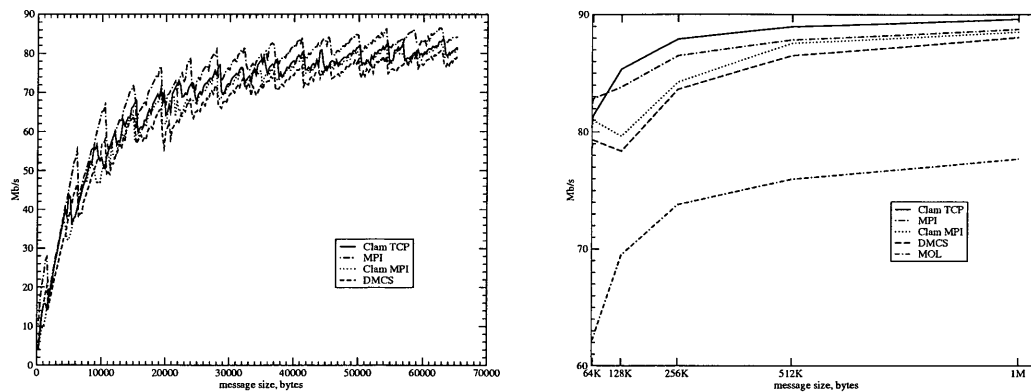 90
80
70
60
50
40
30
20
10
0
Mb/s
0 10000 20000 30000 40000 50000 60000 70000
message size, bytes
Clam TCP
MPI
Clam MPI
DMCS
90
80
70
60
Mb/s
64K 128K 256K 512K 1M
message size, bytes
Clam TCP
MPI
Clam MPI
DMCS
MOL